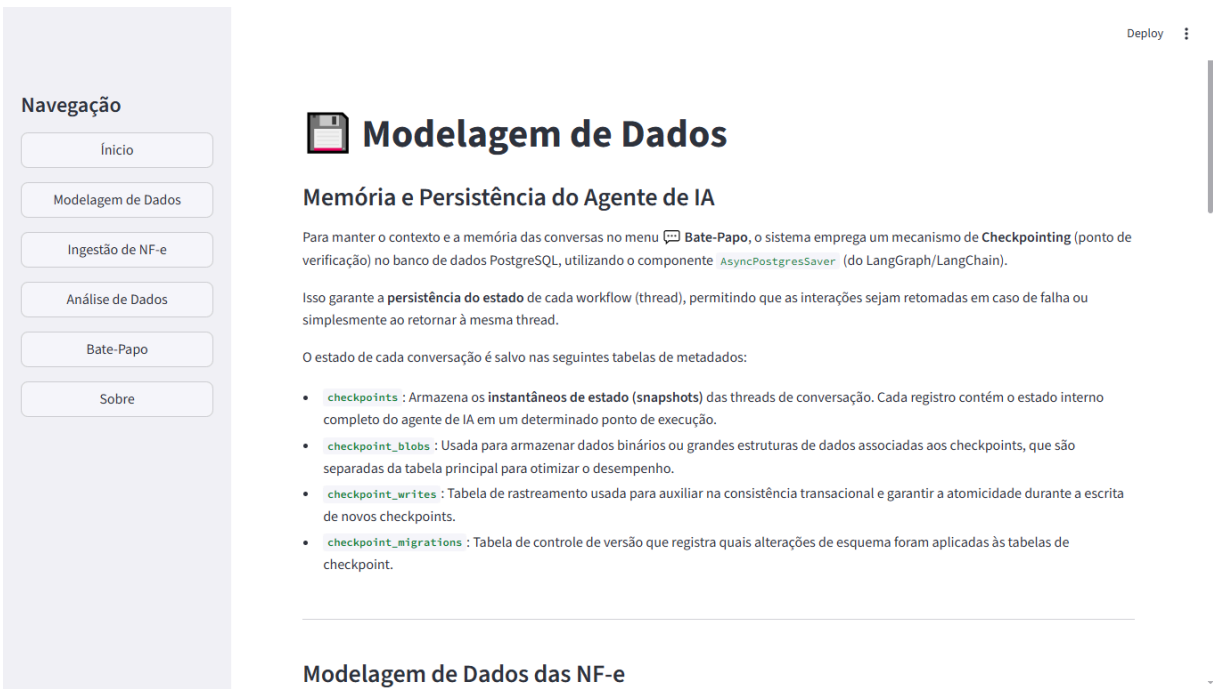 Deploy
Navegação
Ínicio
Modelagem de Dados
Ingestão de NF-e
Análise de Dados
Bate-Papo
Sobre
Modelagem de Dados
Memória e Persistência do Agente de IA
Para manter o contexto e a memória das conversas no menu 💬 Bate-Papo, o sistema emprega um mecanismo de Checkpointing (ponto de
verificação) no banco de dados PostgreSQL, utilizando o componente AsyncPostgresSaver (do LangGraph/LangChain).
Isso garante a persistência do estado de cada workflow (thread), permitindo que as interações sejam retomadas em caso de falha ou
simplesmente ao retornar à mesma thread.
O estado de cada conversação é salvo nas seguintes tabelas de metadados:
• checkpoints : Armazena os instantâneos de estado (snapshots) das threads de conversação. Cada registro contém o estado interno
completo do agente de IA em um determinado ponto de execução.
• checkpoint_blobs : Usada para armazenar dados binários ou grandes estruturas de dados associadas aos checkpoints, que são
separadas da tabela principal para otimizar o desempenho.
• checkpoint_writes : Tabela de rastreamento usada para auxiliar na consistência transacional e garantir a atomicidade durante a escrita
de novos checkpoints.
• checkpoint_migrations : Tabela de controle de versão que registra quais alterações de esquema foram aplicadas às tabelas de
checkpoint.
Modelagem de Dados das NF-e